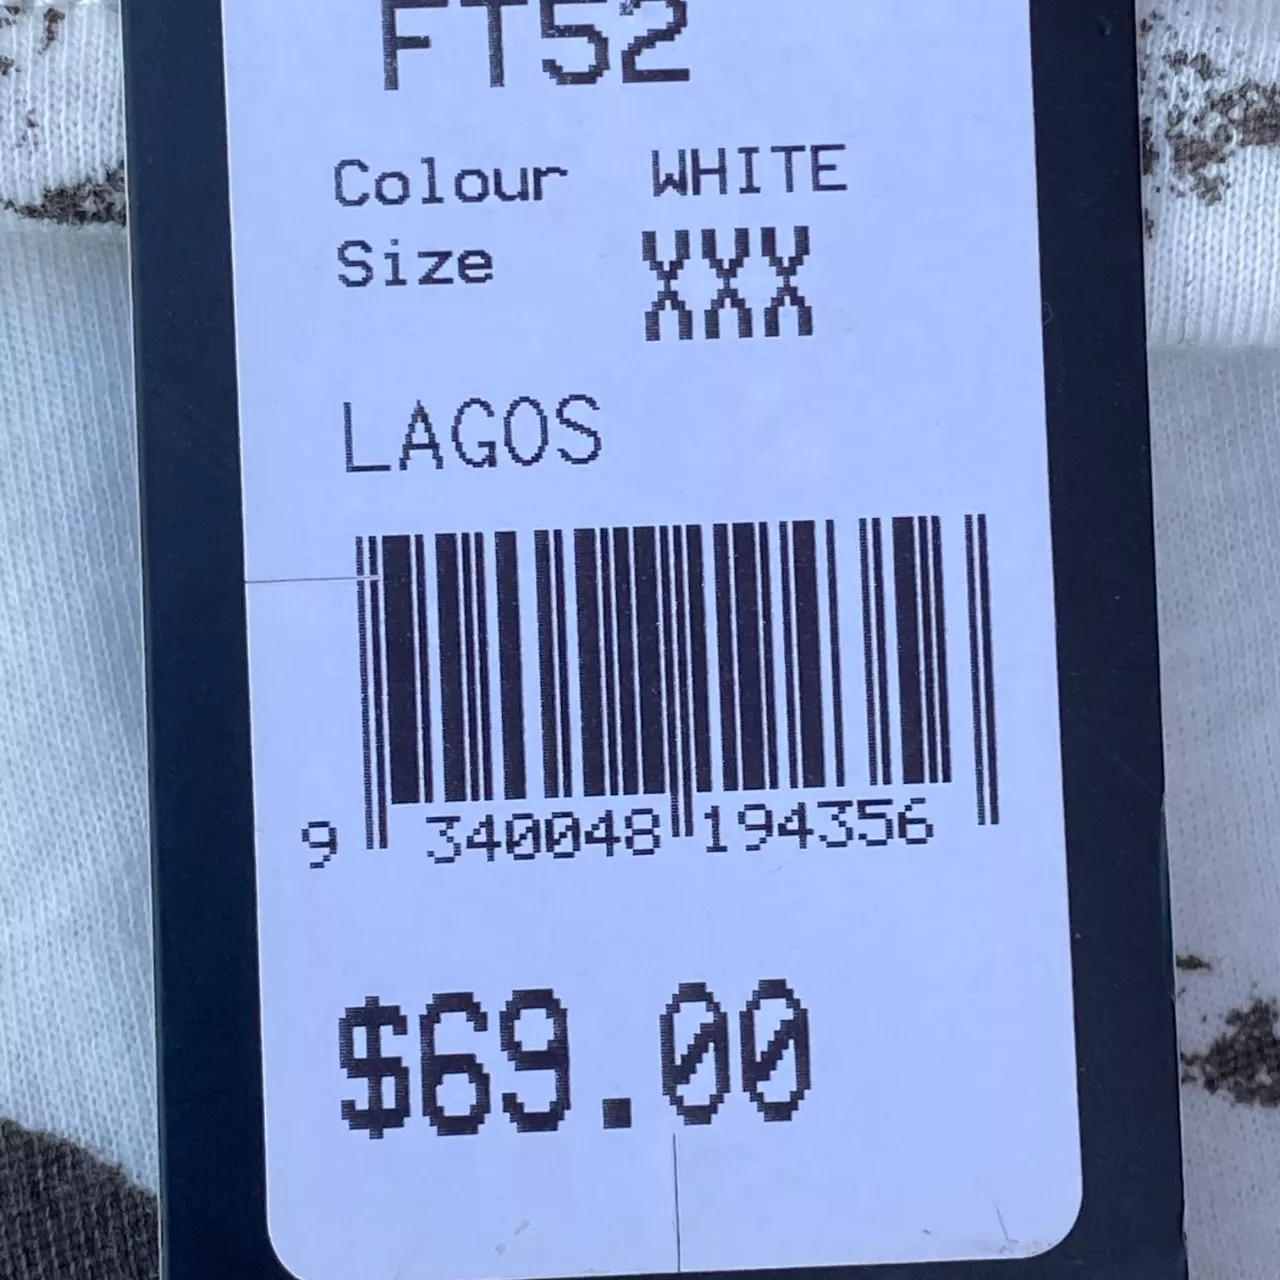 FT52
Colour WHITE
Size XXX
LAGOS
9 340048 194356
$69.00